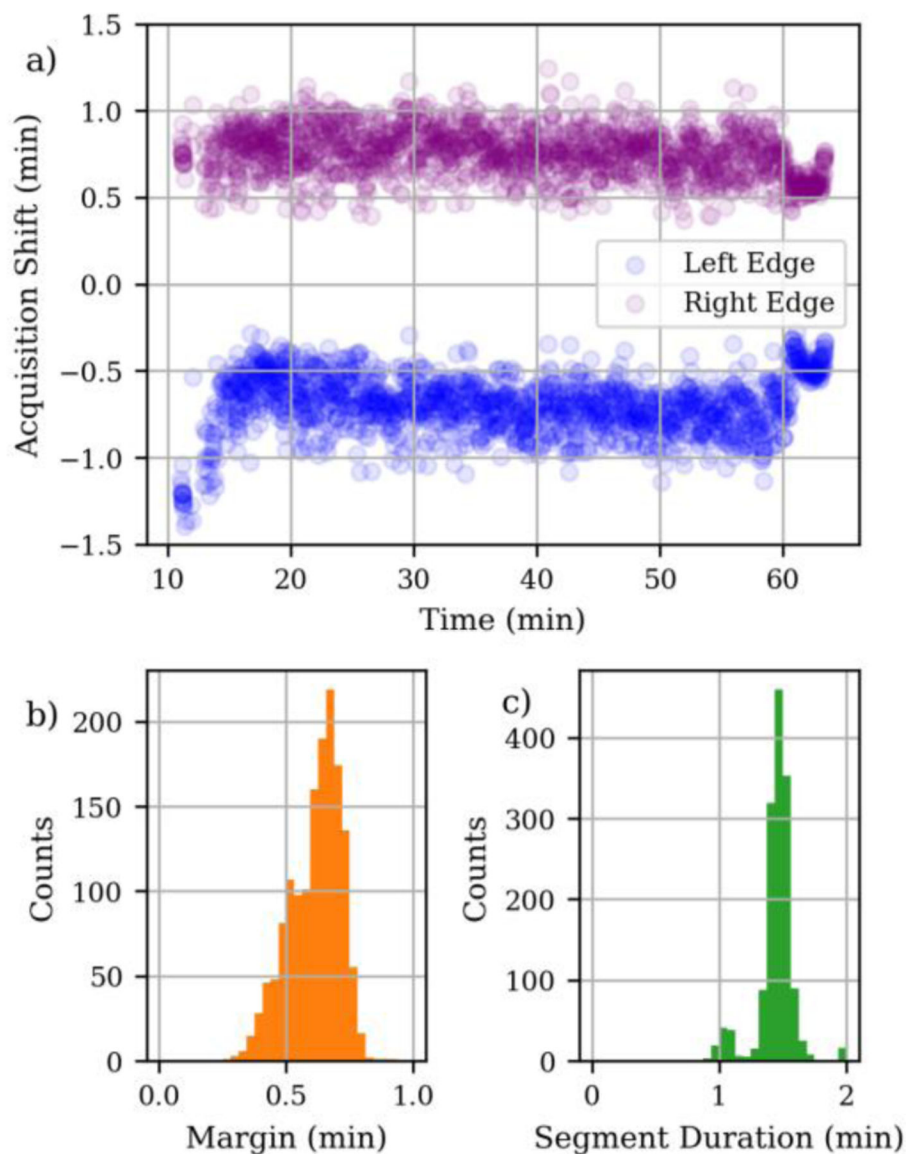 a)
Acquisition Shift (min)
1.5
1.0
0.5
0.0
−0.5
−1.0
−1.5
Left Edge
Right Edge
10 20 30 40 50 60
Time (min)
b)
Counts
200
150
100
50
0
0.0 0.5 1.0
Margin (min)
c)
Counts
400
300
200
100
0
0 1 2
Segment Duration (min)